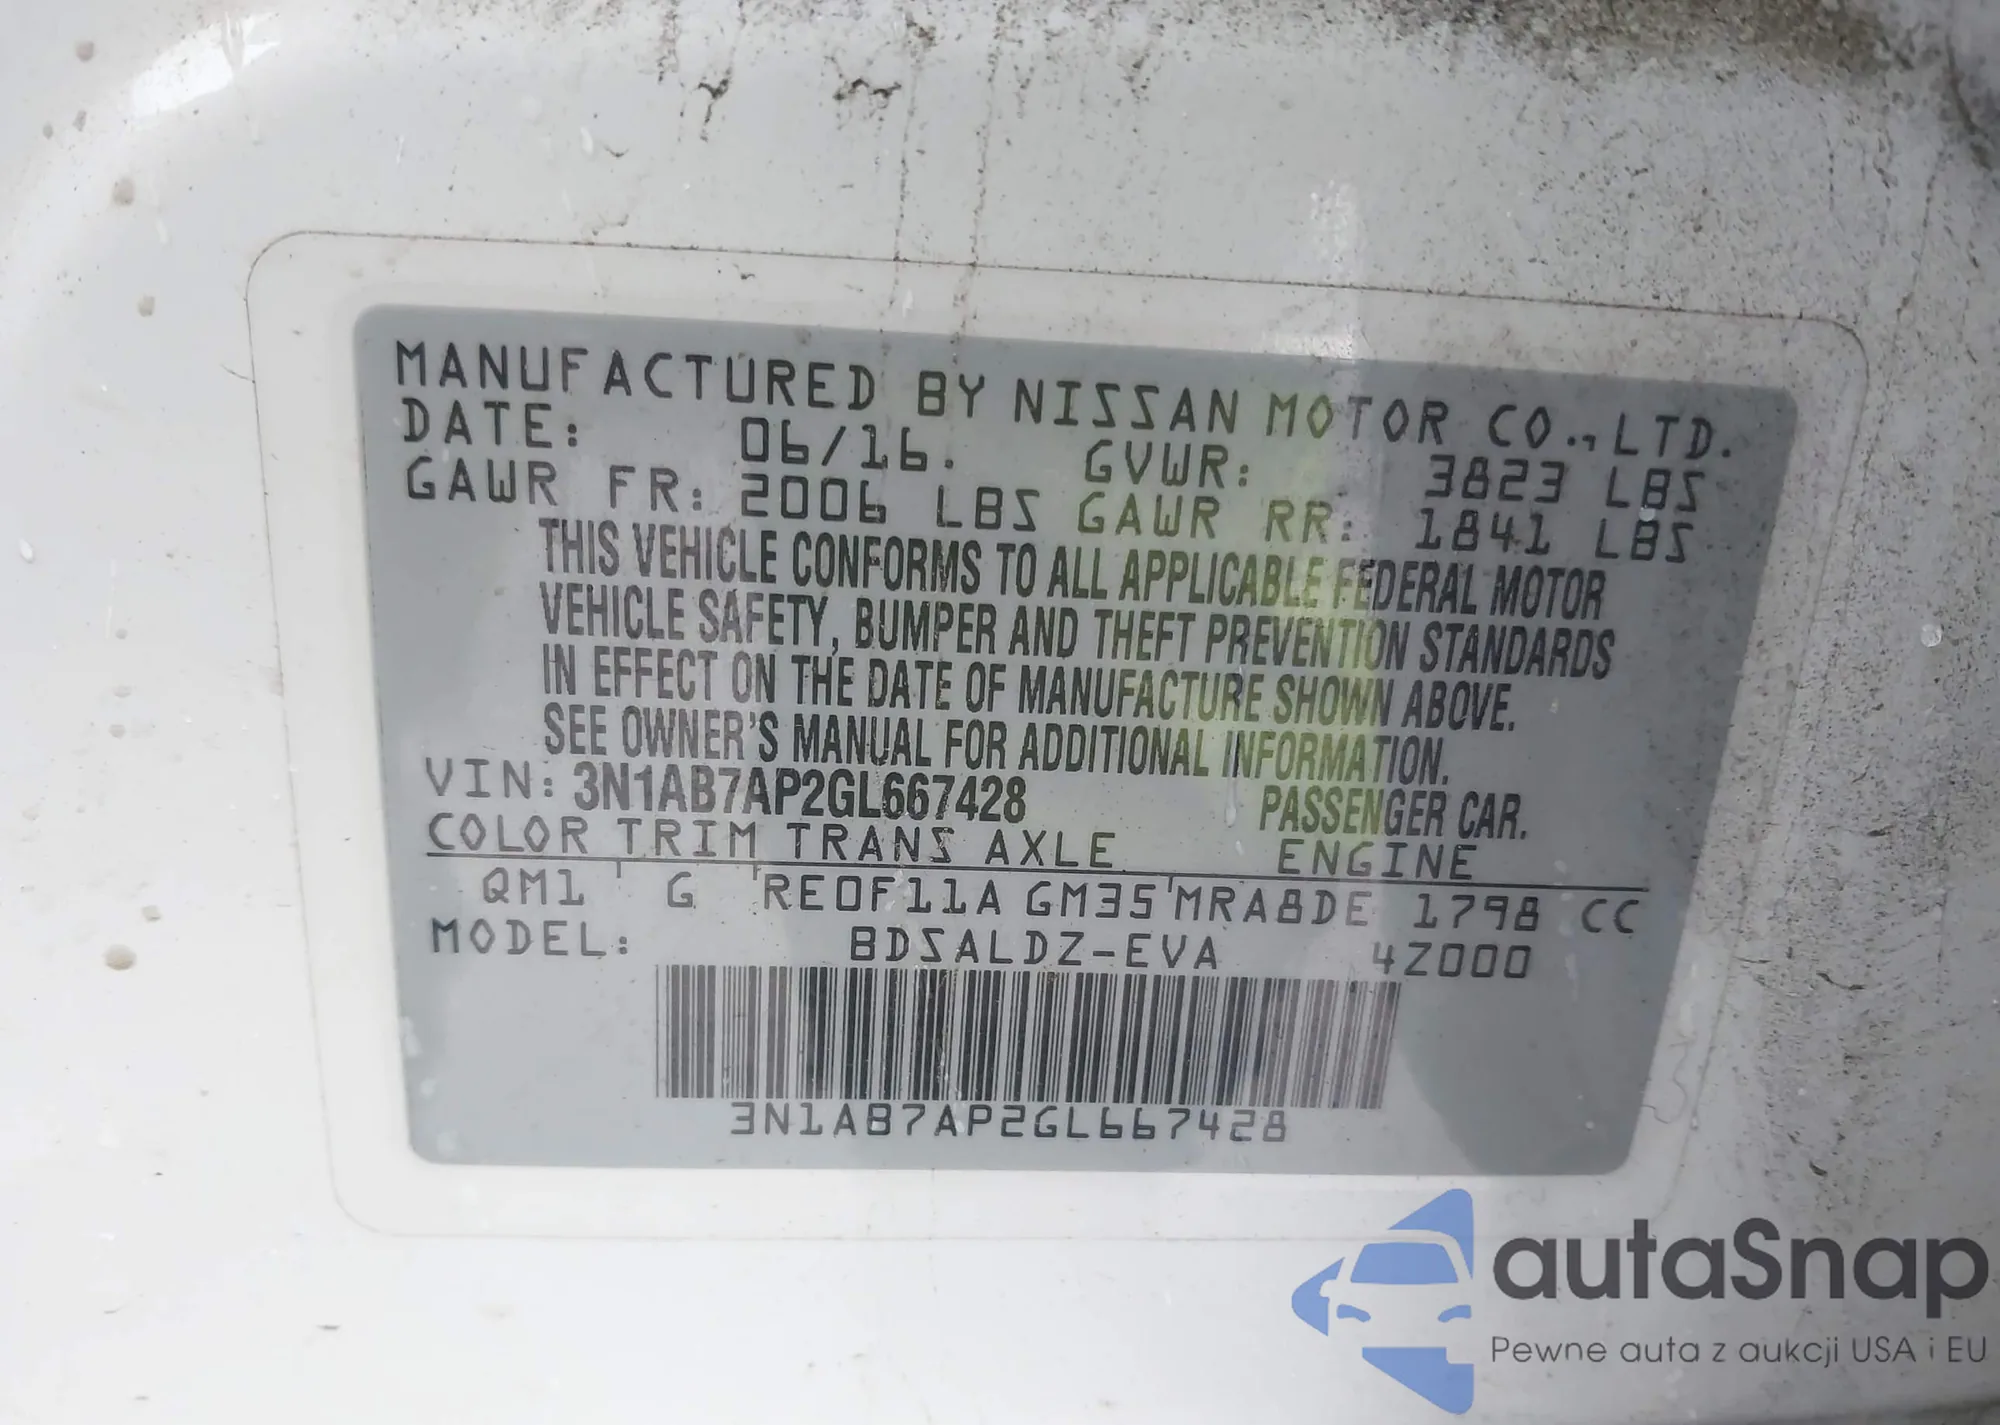 MANUFACTURED BY NISSAN MOTOR CO.,LTD.
DATE: 06/16. GVWR: 3823 LBS
GAWR FR: 2006 LBS GAWR RR: 1841 LBS
THIS VEHICLE CONFORMS TO ALL APPLICABLE FEDERAL MOTOR
VEHICLE SAFETY, BUMPER AND THEFT PREVENTION STANDARDS
IN EFFECT ON THE DATE OF MANUFACTURE SHOWN ABOVE.
SEE OWNER'S MANUAL FOR ADDITIONAL INFORMATION.
VIN: 3N1AB7AP2GL667428 PASSENGER CAR.
COLOR TRIM TRANS AXLE ENGINE
QM1 G RE0F11A GM35 MRA8DE 1798 CC
MODEL: BDSALDZ-EVA 4Z000
3N1AB7AP2GL667428
autaSnap
Pewne auta z aukcji USA i EU